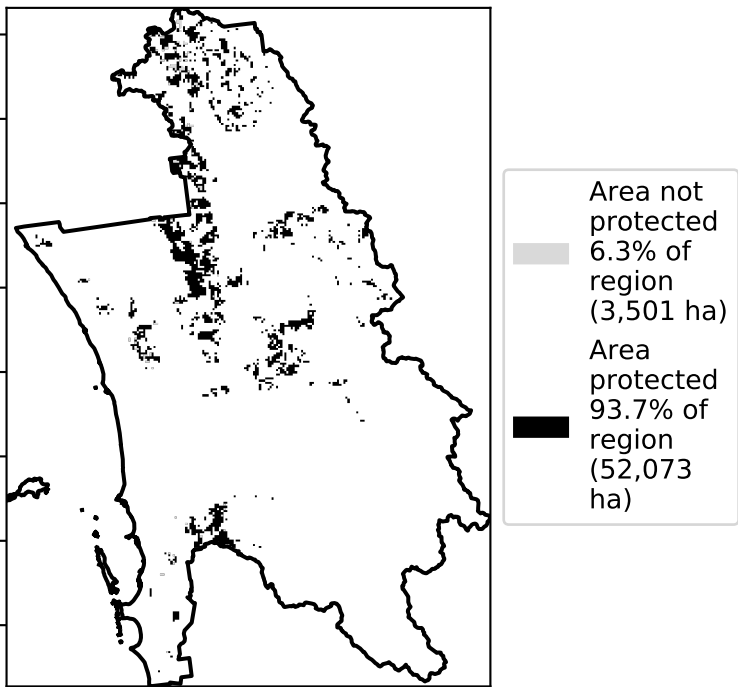 Area not
protected
6.3% of
region
(3,501 ha)
Area
protected
93.7% of
region
(52,073
ha)